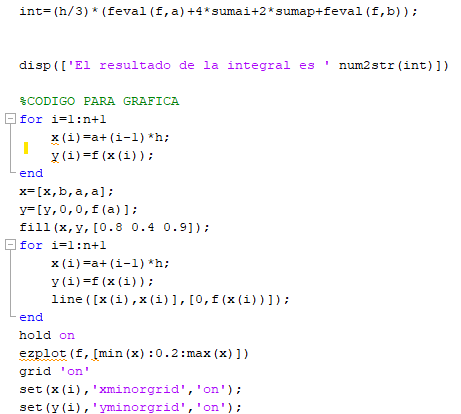 int=(h/3)*(feval(f,a)+4*sumai+2*sumap+feval(f,b));
disp(['El resultado de la integral es ' num2str(int)])
%CODIGO PARA GRAFICA
for i=1:n+1
x(i)=a+(i-1)*h;
y(i)=f(x(i));
end
x=[x,b,a,a];
y=[y,0,0,f(a)];
fill(x,y,[0.8 0.4 0.9]);
for i=1:n+1
x(i)=a+(i-1)*h;
y(i)=f(x(i));
line([x(i),x(i)],[0,f(x(i))]);
end
hold on
ezplot(f,[min(x):0.2:max(x)])
grid 'on'
set(x(i),'xminorgrid','on');
set(y(i),'yminorgrid','on');